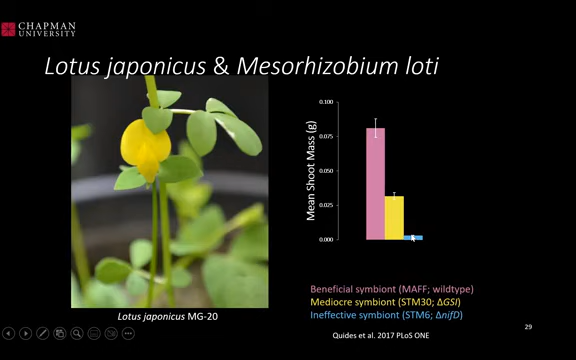 CHAPMAN
UNIVERSITY
Lotus japonicus & Mesorhizobium loti
0.100
0.075
0.050
0.025
0.000
Mean Shoot Mass (g)
Beneficial symbiont (MAFF; wildtype)
Mediocre symbiont (STM30; ΔGSI)
Ineffective symbiont (STM6; ΔnifD)
Lotus japonicus MG-20
Quides et al. 2017 PLoS ONE
29